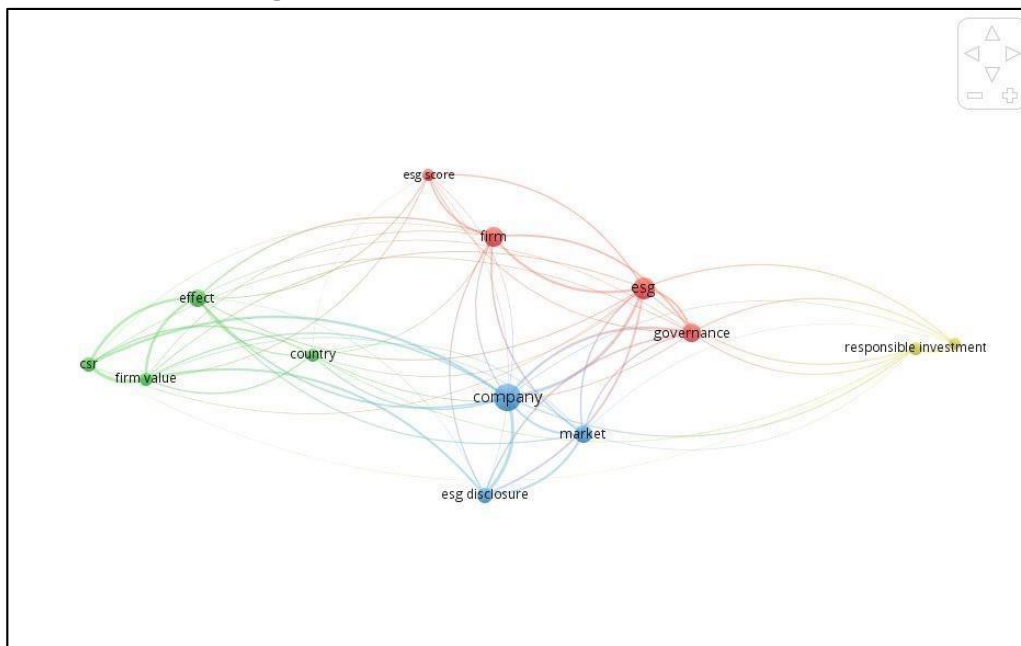 esg score
firm
esg
effect
governance
responsible investment
country
csr
firm value
company
market
esg disclosure